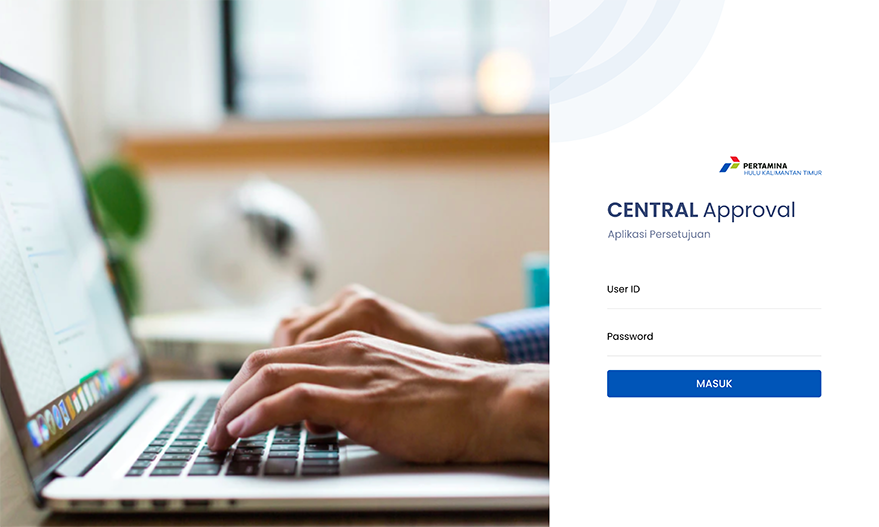 PERTAMINA
HULU KALIMANTAN TIMUR
CENTRAL Approval
Aplikasi Persetujuan
User ID
Password
MASUK